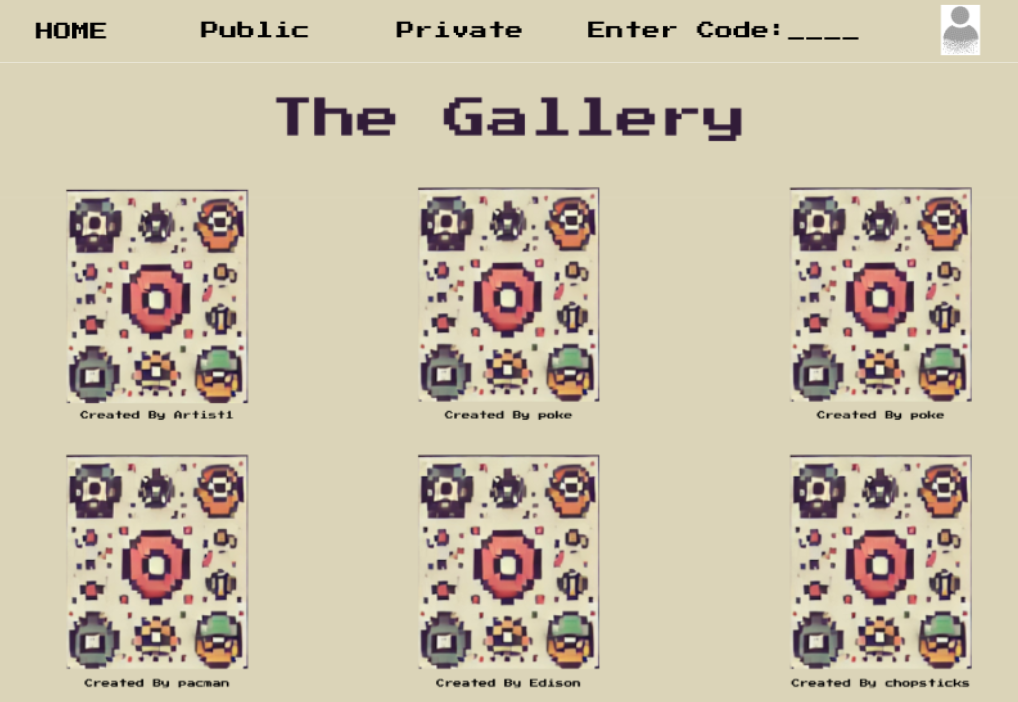 HOME Public Private Enter Code:____
The Gallery
Created By Artist1 Created By poke Created By poke
Created By pacman Created By Edison Created By chopsticks